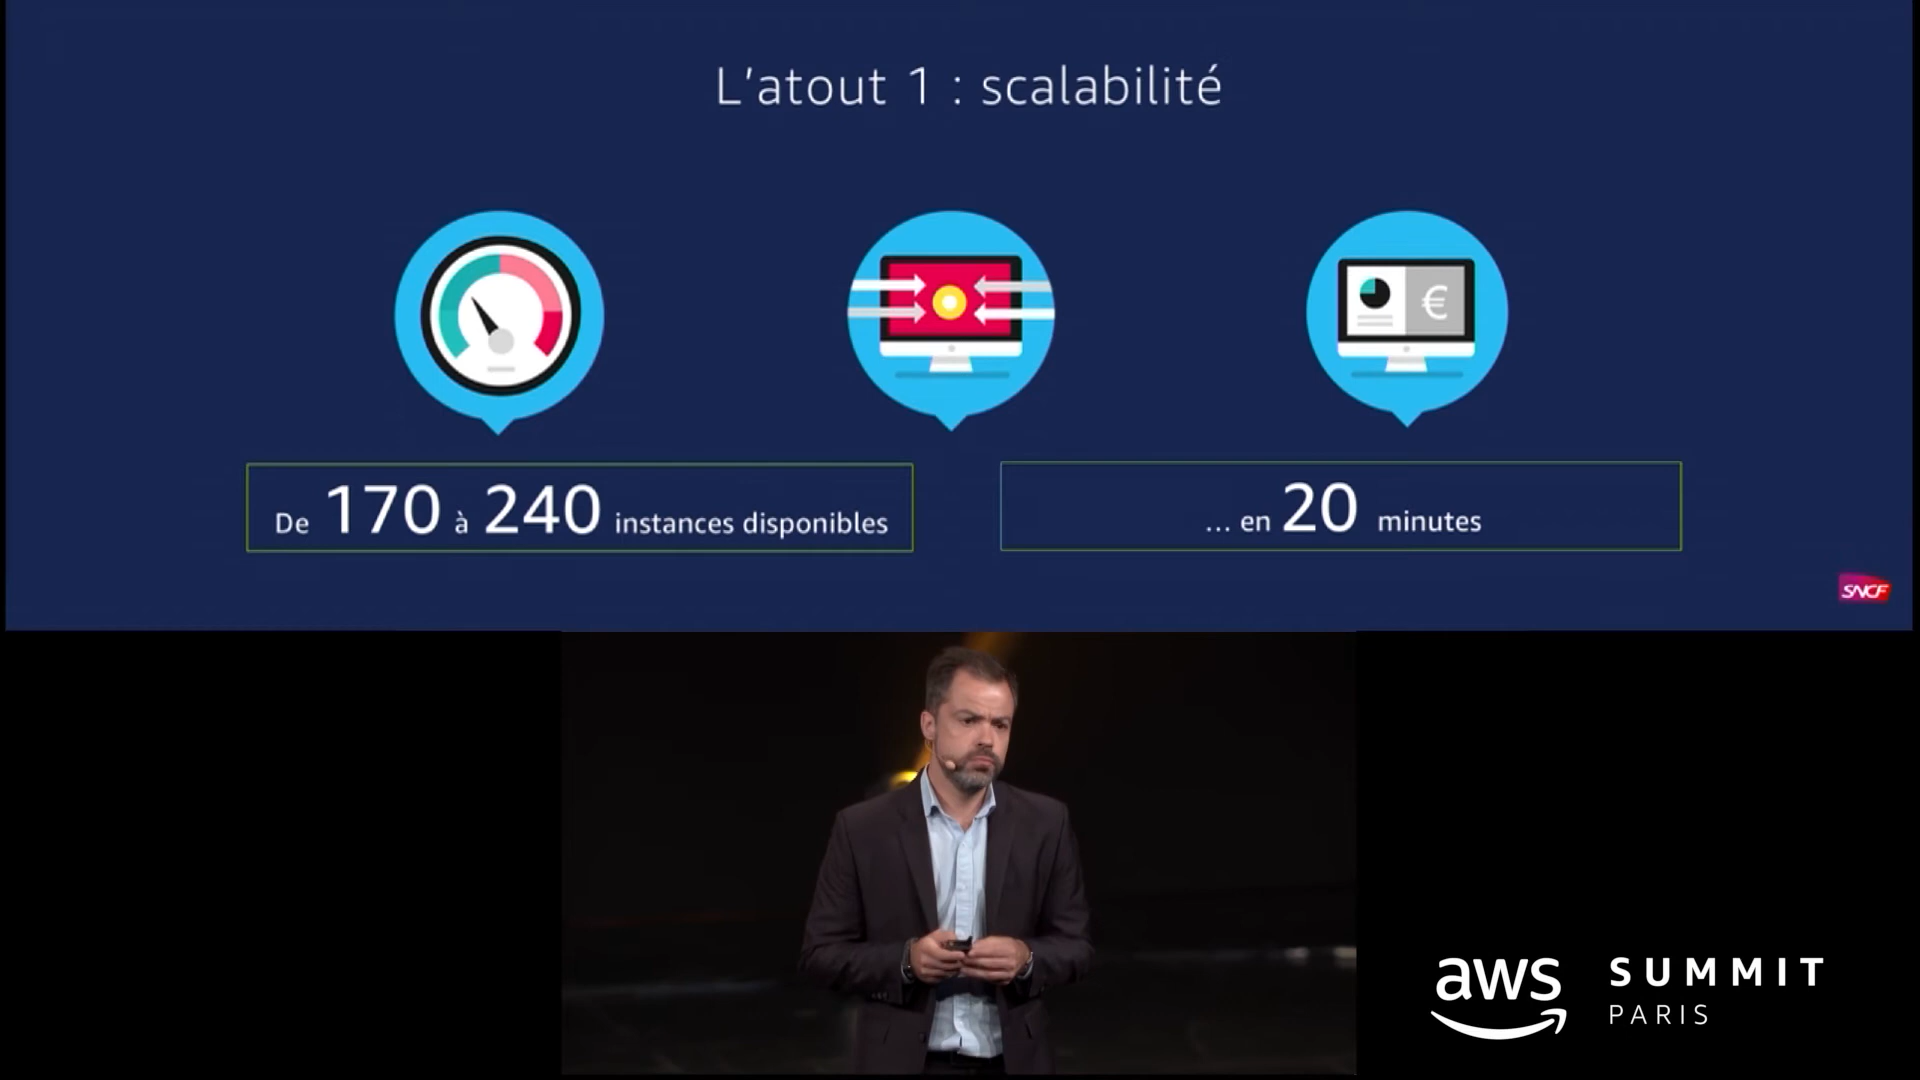 L'atout 1 : scalabilité
€
De 170 à 240 instances disponibles
... en 20 minutes
SNCF
aws SUMMIT
PARIS